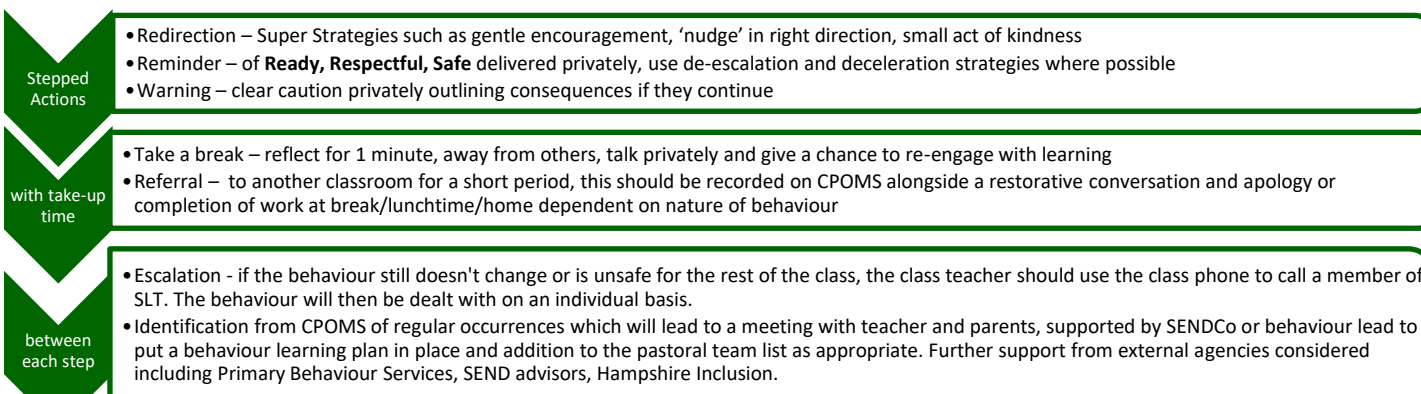 Stepped
Actions
•Redirection – Super Strategies such as gentle encouragement, ‘nudge’ in right direction, small act of kindness
•Reminder – of Ready, Respectful, Safe delivered privately, use de-escalation and deceleration strategies where possible
•Warning – clear caution privately outlining consequences if they continue
with take-up
time
•Take a break – reflect for 1 minute, away from others, talk privately and give a chance to re-engage with learning
•Referral – to another classroom for a short period, this should be recorded on CPOMS alongside a restorative conversation and apology or
completion of work at break/lunchtime/home dependent on nature of behaviour
between
each step
•Escalation - if the behaviour still doesn't change or is unsafe for the rest of the class, the class teacher should use the class phone to call a member of
SLT. The behaviour will then be dealt with on an individual basis.
•Identification from CPOMS of regular occurrences which will lead to a meeting with teacher and parents, supported by SENDCo or behaviour lead to
put a behaviour learning plan in place and addition to the pastoral team list as appropriate. Further support from external agencies considered
including Primary Behaviour Services, SEND advisors, Hampshire Inclusion.